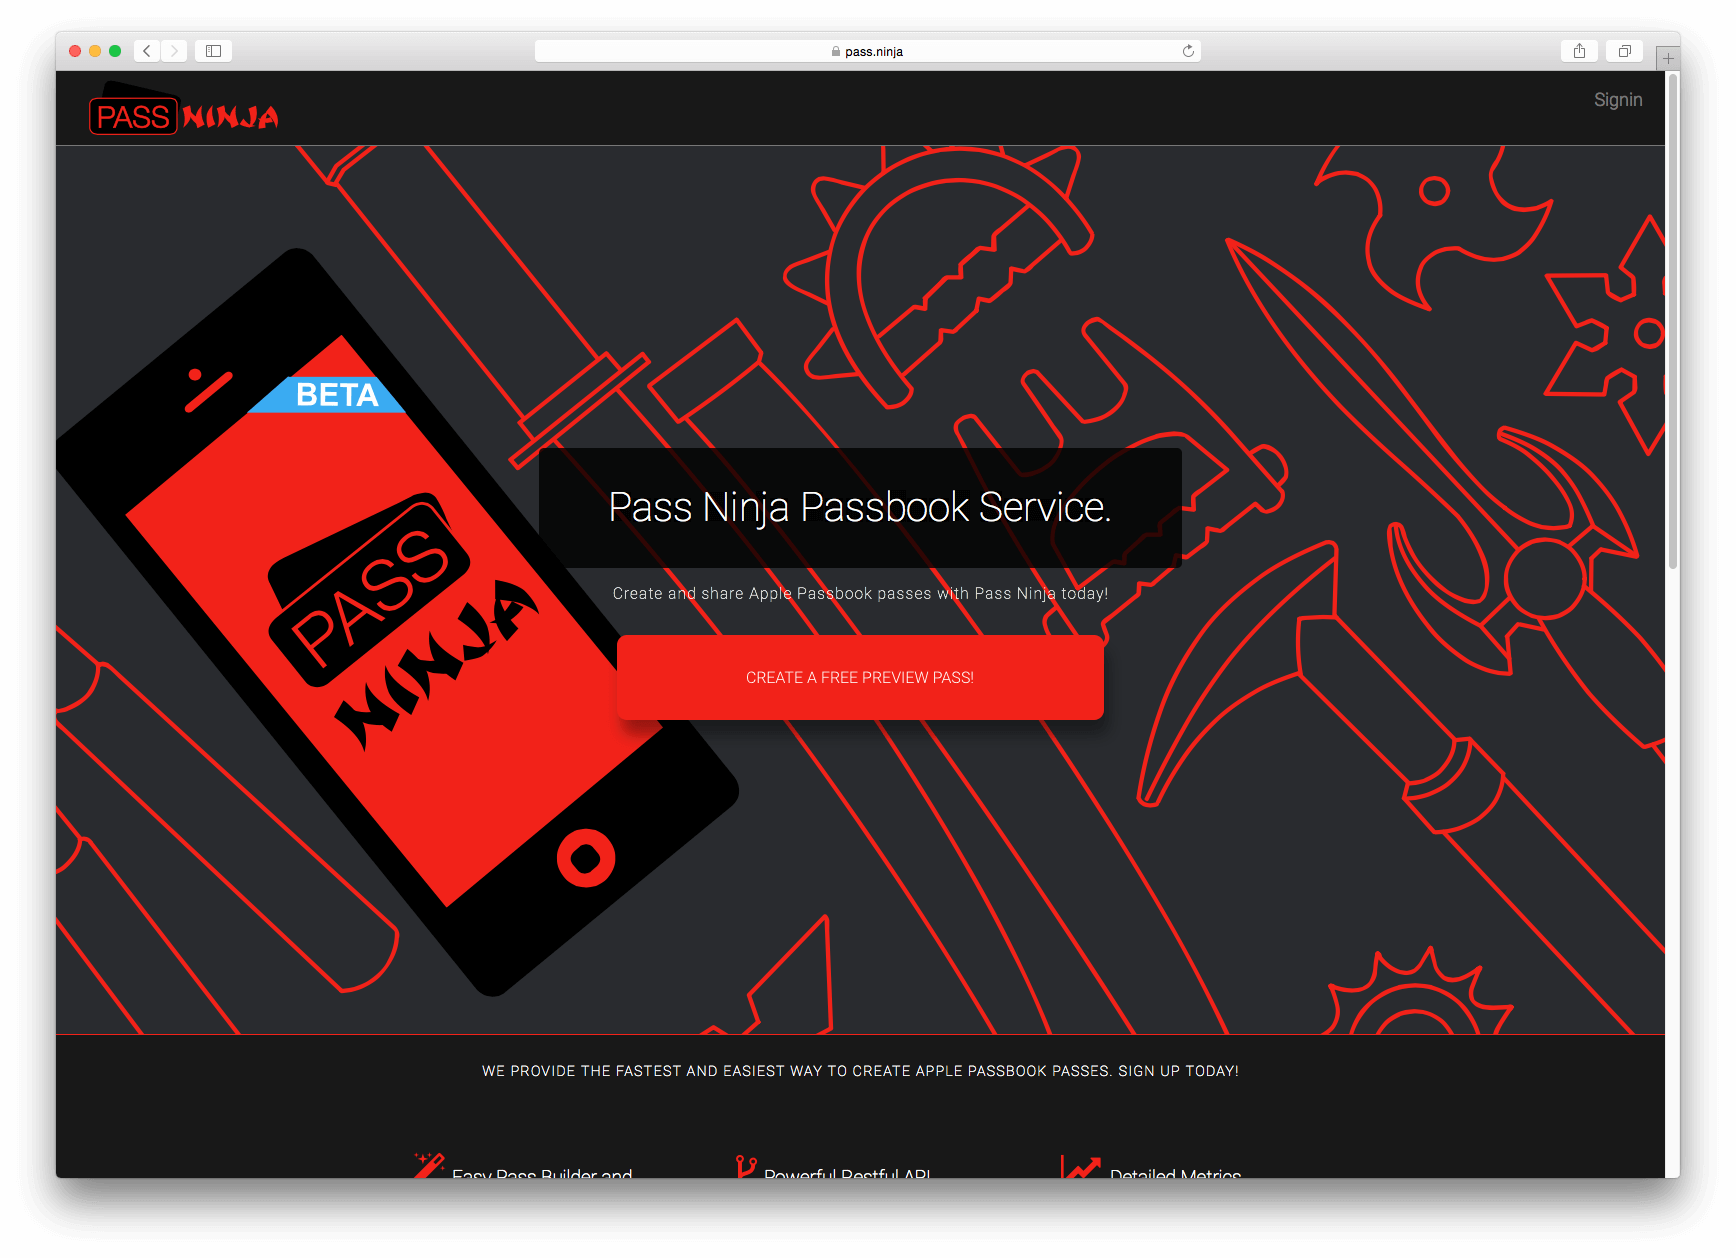 pass.ninja
PASS NINJA
Signin
BETA
PASS
NINJA
Pass Ninja Passbook Service.
Create and share Apple Passbook passes with Pass Ninja today!
CREATE A FREE PREVIEW PASS!
WE PROVIDE THE FASTEST AND EASIEST WAY TO CREATE APPLE PASSBOOK PASSES. SIGN UP TODAY!
Easy Pass Builder and
Powerful Restful API
Detailed Metrics